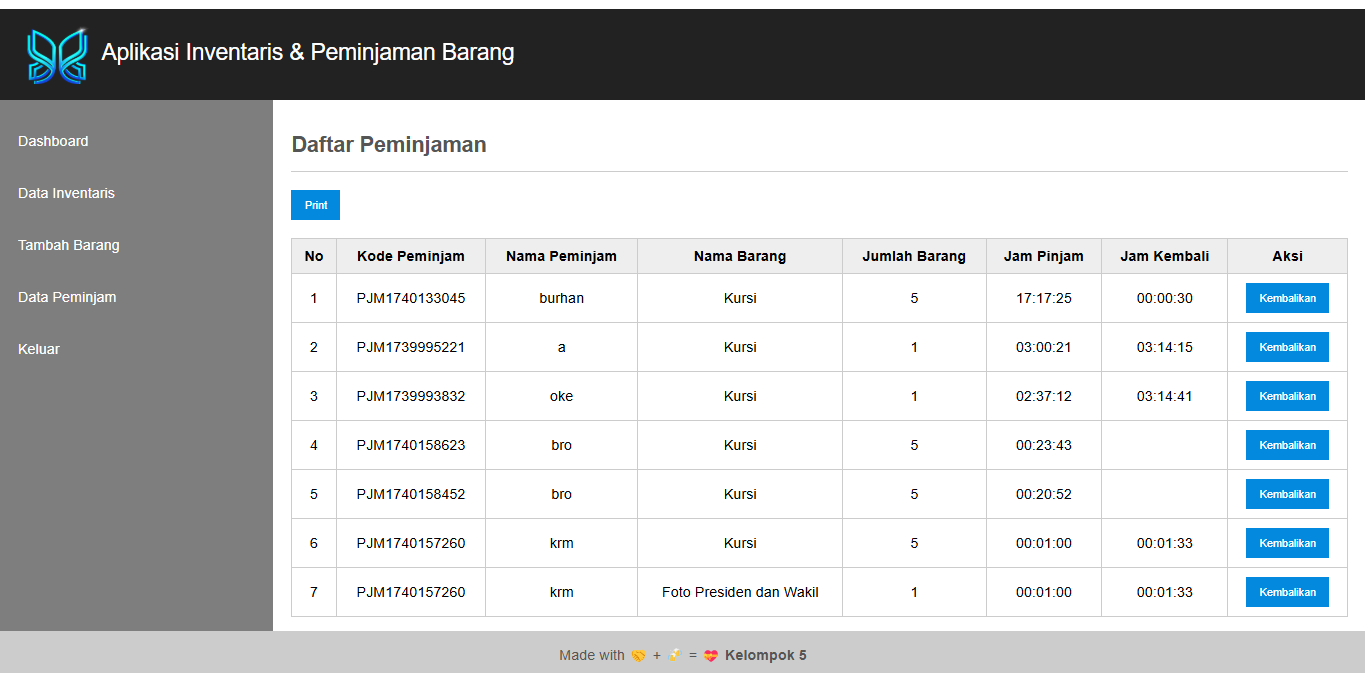 Aplikasi Inventaris & Peminjaman Barang
Dashboard
Data Inventaris
Tambah Barang
Data Peminjam
Keluar
Daftar Peminjaman
Print
No Kode Peminjam Nama Peminjam Nama Barang Jumlah Barang Jam Pinjam Jam Kembali Aksi
1 PJM1740133045 burhan Kursi 5 17:17:25 00:00:30 Kembalikan
2 PJM1739995221 a Kursi 1 03:00:21 03:14:15 Kembalikan
3 PJM1739993832 oke Kursi 1 02:37:12 03:14:41 Kembalikan
4 PJM1740158623 bro Kursi 5 00:23:43 Kembalikan
5 PJM1740158452 bro Kursi 5 00:20:52 Kembalikan
6 PJM1740157260 krm Kursi 5 00:01:00 00:01:33 Kembalikan
7 PJM1740157260 krm Foto Presiden dan Wakil 1 00:01:00 00:01:33 Kembalikan
Made with 🤝 + 🥂 = 💝 Kelompok 5